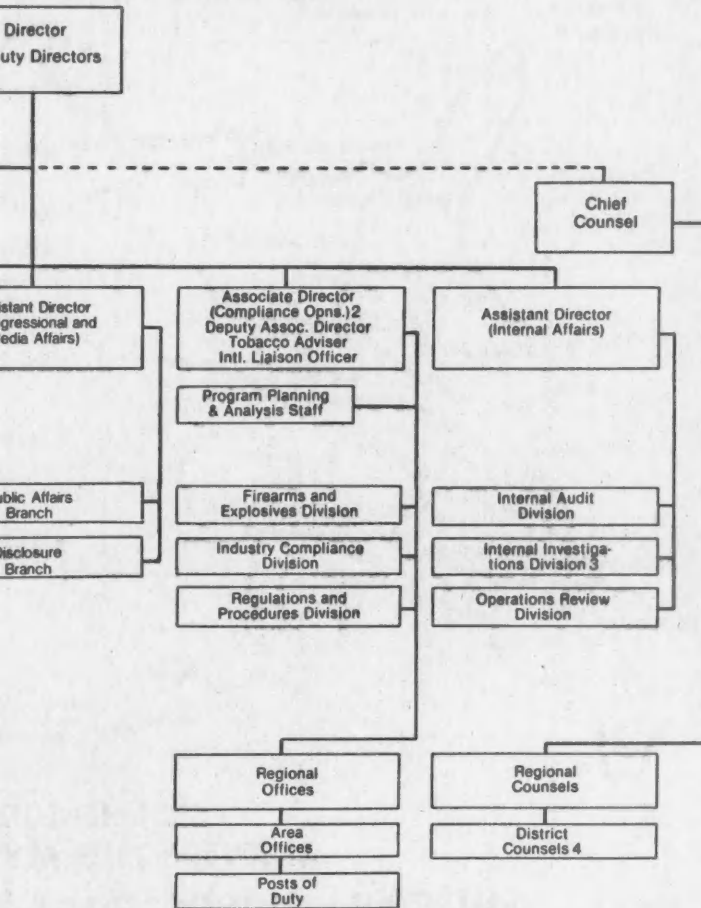 Director
uty Directors
Chief
Counsel
istant Director
ngressional and
edia Affairs)
Associate Director
(Compliance Opns.)2
Deputy Assoc. Director
Tobacco Adviser
Intl. Liaison Officer
Assistant Director
(Internal Affairs)
Program Planning
& Analysis Staff
ublic Affairs
Branch
Firearms and
Explosives Division
Internal Audit
Division
Disclosure
Branch
Industry Compliance
Division
Internal Investiga-
tions Division 3
Regulations and
Procedures Division
Operations Review
Division
Regional
Offices
Regional
Counsels
Area
Offices
District
Counsels 4
Posts of
Duty